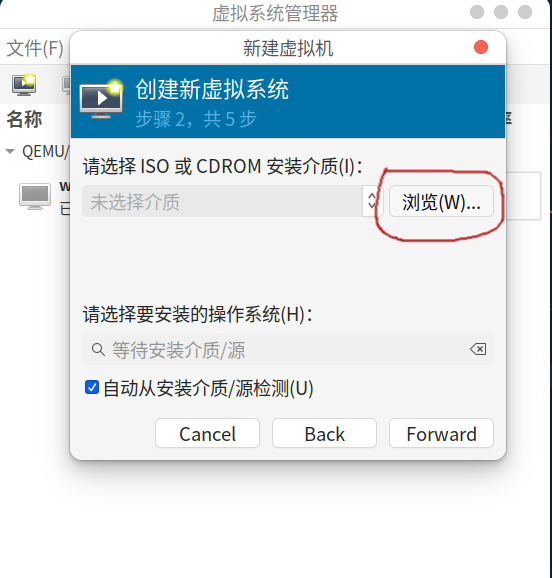 虚拟系统管理器
文件(F)
新建虚拟机
创建新虚拟系统
步骤 2，共 5 步
名称
QEMU/
请选择 ISO 或 CDROM 安装介质(I)：
未选择介质
浏览(W)...
请选择要安装的操作系统(H)：
等待安装介质/源
自动从安装介质/源检测(U)
Cancel
Back
Forward